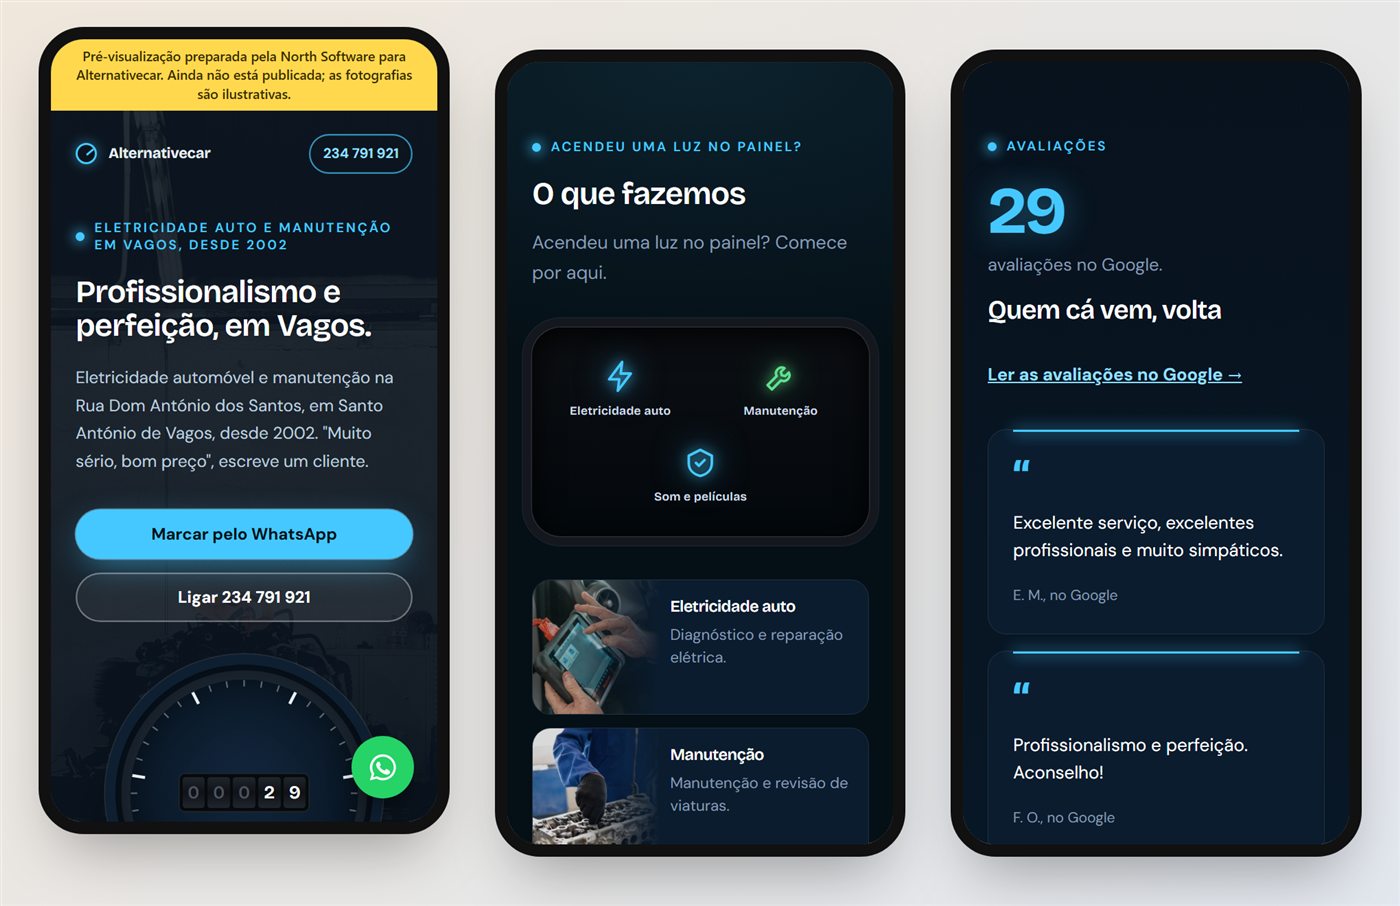 Pré-visualização preparada pela North Software para
Alternativecar. Ainda não está publicada; as fotografias
são ilustrativas.
Alternativecar
234 791 921
ELETRICIDADE AUTO E MANUTENÇÃO
EM VAGOS, DESDE 2002
Profissionalismo e
perfeição, em Vagos.
Eletricidade automóvel e manutenção na
Rua Dom António dos Santos, em Santo
António de Vagos, desde 2002. "Muito
sério, bom preço", escreve um cliente.
Marcar pelo WhatsApp
Ligar 234 791 921
0 0 0 2 9
ACENDEU UMA LUZ NO PAINEL?
O que fazemos
Acendeu uma luz no painel? Comece
por aqui.
Eletricidade auto
Manutenção
Som e películas
Eletricidade auto
Diagnóstico e reparação
elétrica.
Manutenção
Manutenção e revisão de
viaturas.
AVALIAÇÕES
29
avaliações no Google.
Quem cá vem, volta
Ler as avaliações no Google →
“
Excelente serviço, excelentes
profissionais e muito simpáticos.
E. M., no Google
“
Profissionalismo e perfeição.
Aconselho!
F. O., no Google